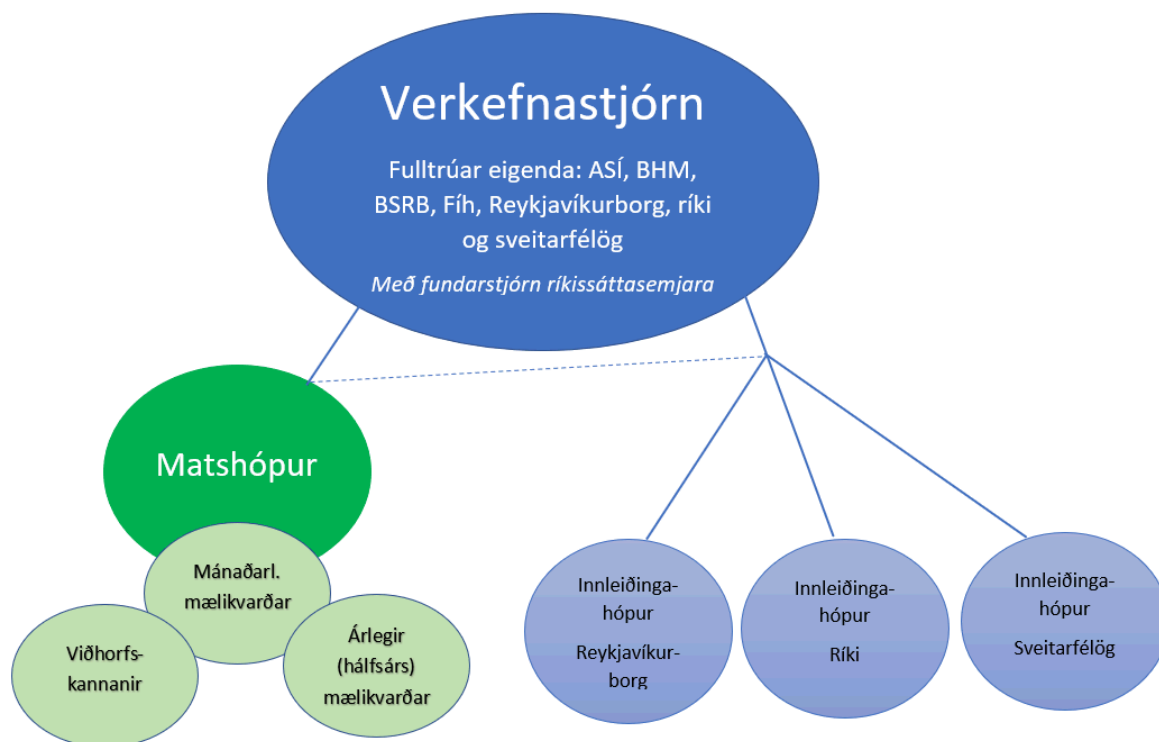 Verkefnastjórn
Fulltrúar eigenda: ASÍ, BHM,
BSRB, Fíh, Reykjavíkurborg, ríki
og sveitarfélög
Með fundarstjórn ríkissáttasemjara
Matshópur
Mánaðarl.
mælikvarðar
Viðhorfs-
kannanir
Árlegir
(hálfsárs)
mælikvarðar
Innleiðinga-
hópur
Reykjavíkur-
borg
Innleiðinga-
hópur
Ríki
Innleiðinga-
hópur
Sveitarfélög